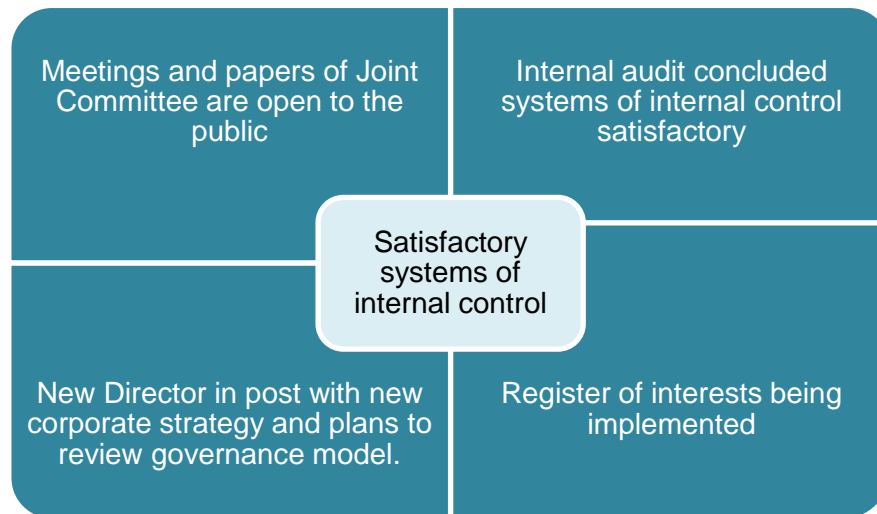 Meetings and papers of Joint
Committee are open to the
public
Internal audit concluded
systems of internal control
satisfactory
Satisfactory
systems of
internal control
New Director in post with new
corporate strategy and plans to
review governance model.
Register of interests being
implemented